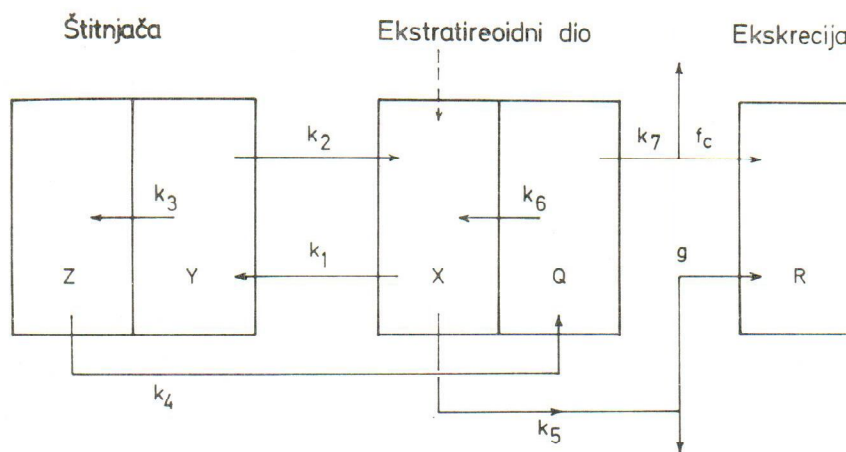 Štitnjača
Ekstratireoidni dio
Ekskrecija
k2
k7
fc
k3
k6
k1
g
Z
Y
X
Q
R
k4
k5